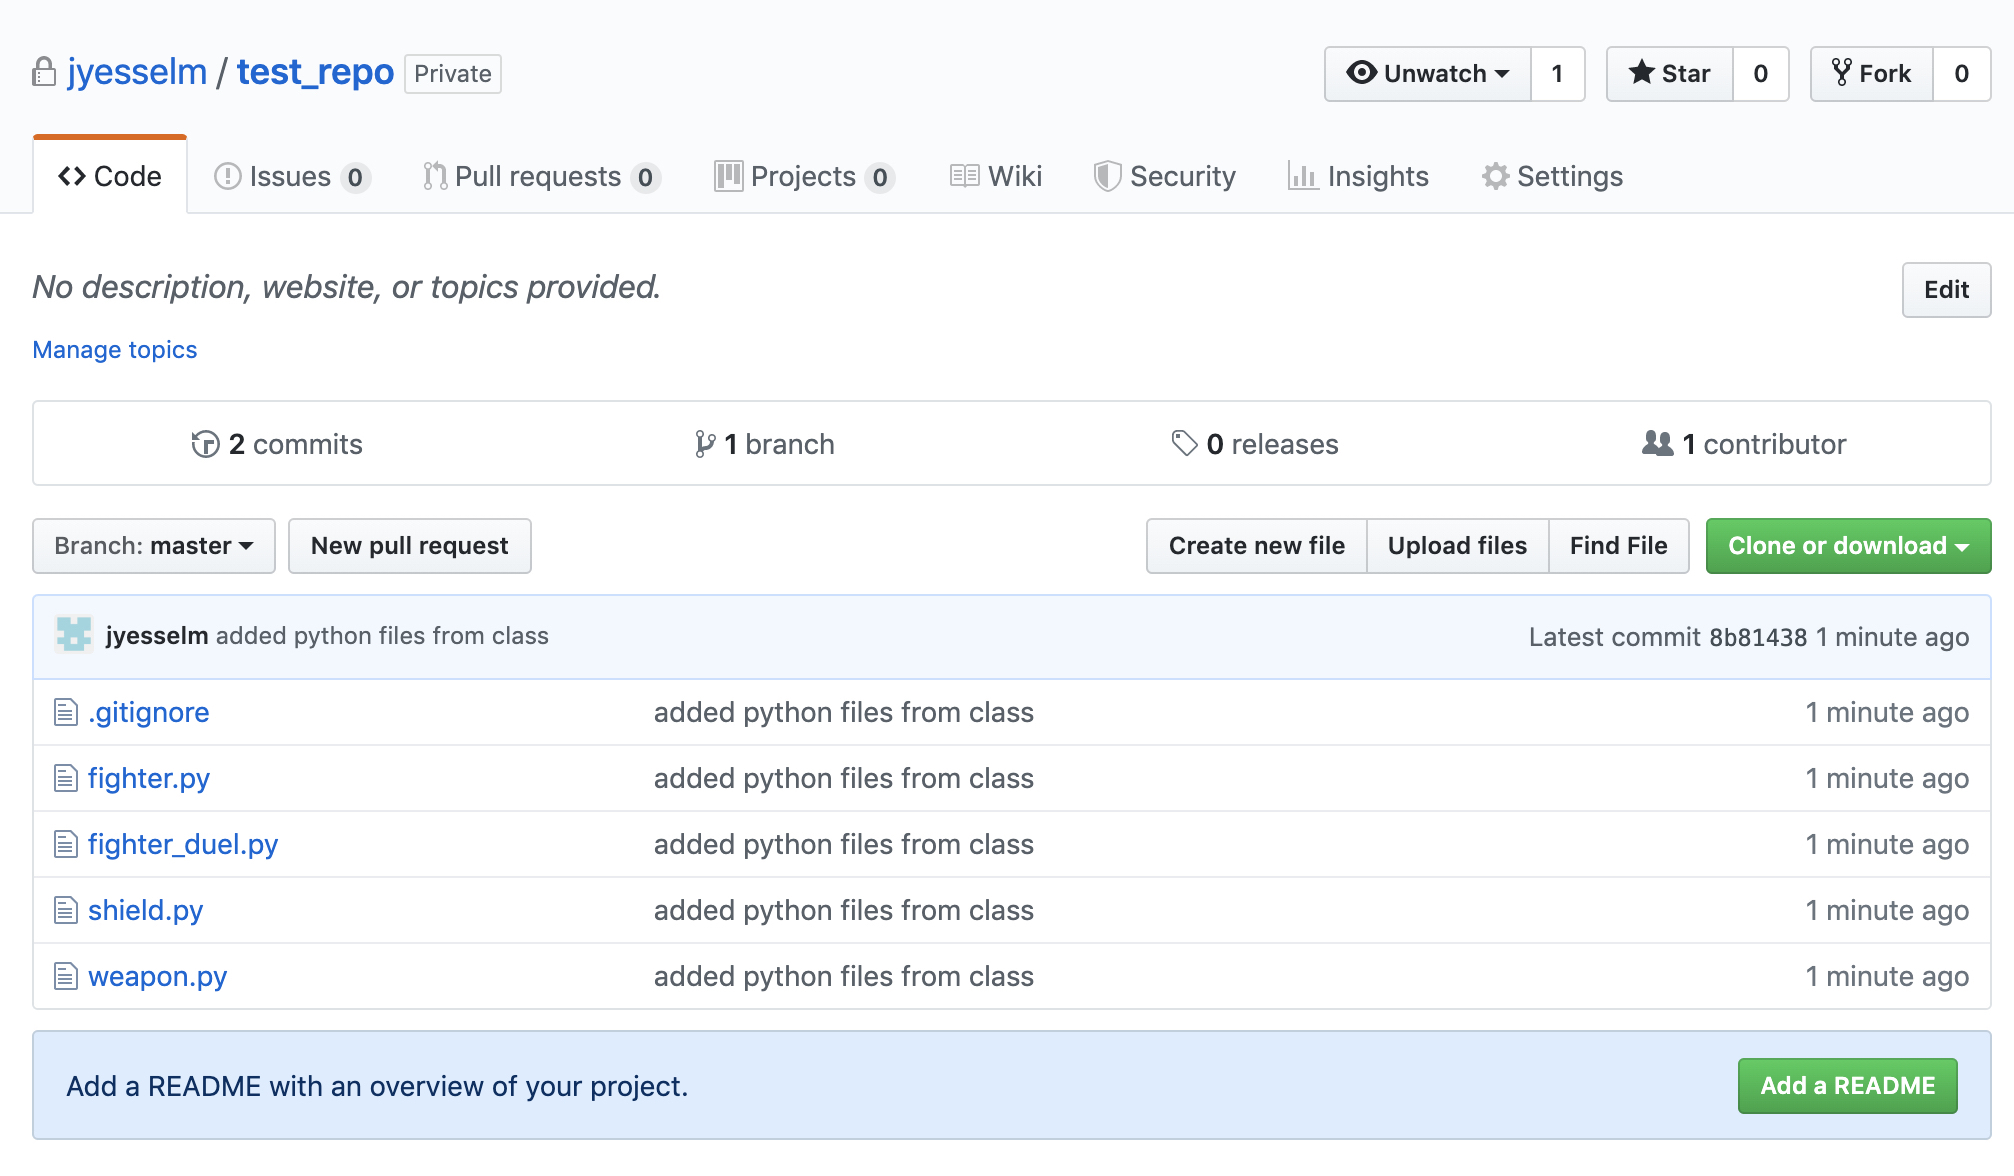 jyesselm / test_repo Private Unwatch 1 Star 0 Fork 0
Code Issues 0 Pull requests 0 Projects 0 Wiki Security Insights Settings
No description, website, or topics provided. Edit
Manage topics
2 commits 1 branch 0 releases 1 contributor
Branch: master New pull request Create new file Upload files Find File Clone or download
jyesselm added python files from class Latest commit 8b81438 1 minute ago
.gitignore added python files from class 1 minute ago
fighter.py added python files from class 1 minute ago
fighter_duel.py added python files from class 1 minute ago
shield.py added python files from class 1 minute ago
weapon.py added python files from class 1 minute ago
Add a README with an overview of your project. Add a README